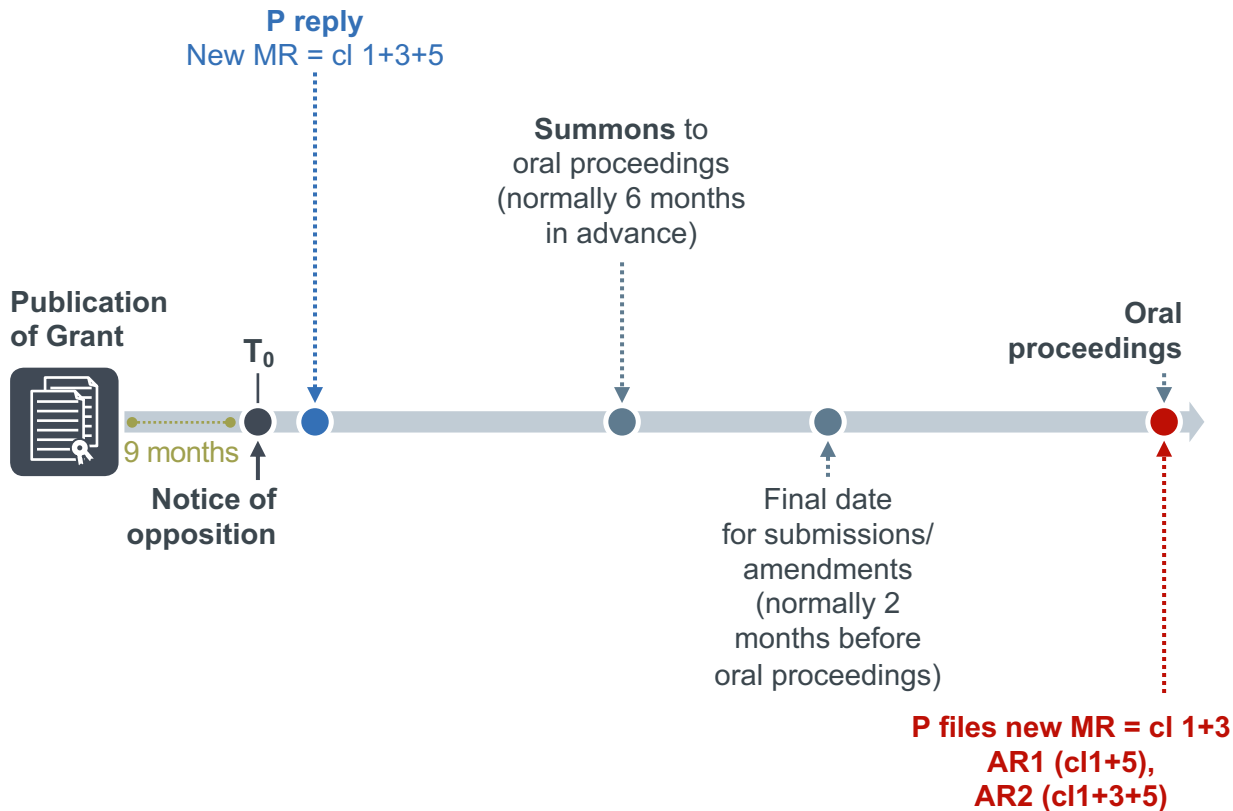 P reply
New MR = cl 1+3+5
Summons to
oral proceedings
(normally 6 months
in advance)
Publication
of Grant
T₀
Oral
proceedings
9 months
Notice of
opposition
Final date
for submissions/
amendments
(normally 2
months before
oral proceedings)
P files new MR = cl 1+3
AR1 (cl1+5),
AR2 (cl1+3+5)